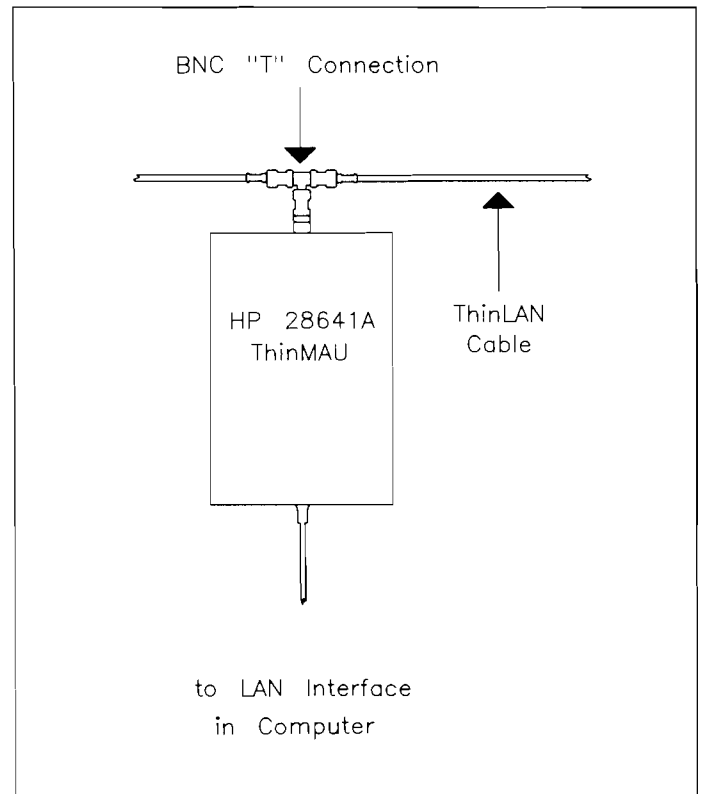 BNC "T" Connection
HP 28641A
ThinMAU
ThinLAN
Cable
to LAN Interface
in Computer